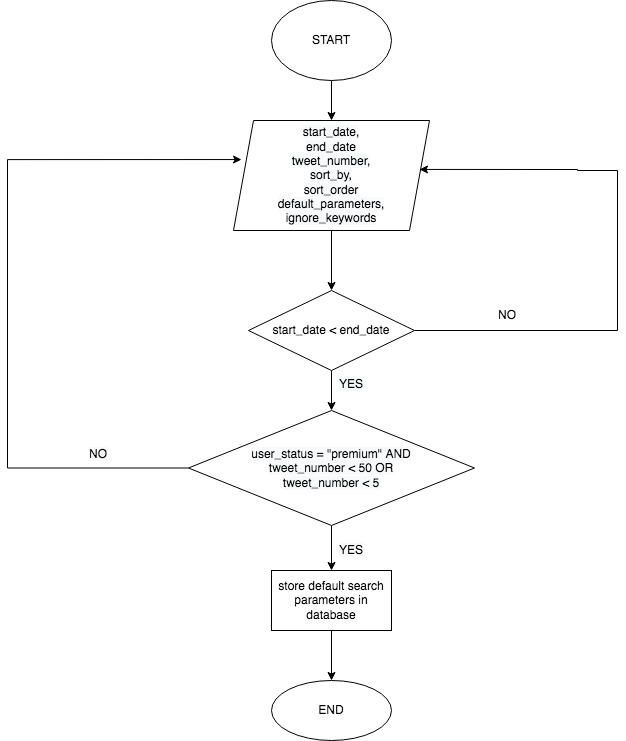 START
start_date,
end_date
tweet_number,
sort_by,
sort_order
default_parameters,
ignore_keywords
start_date < end_date
NO
YES
user_status = "premium" AND
tweet_number < 50 OR
tweet_number < 5
NO
YES
store default search
parameters in
database
END